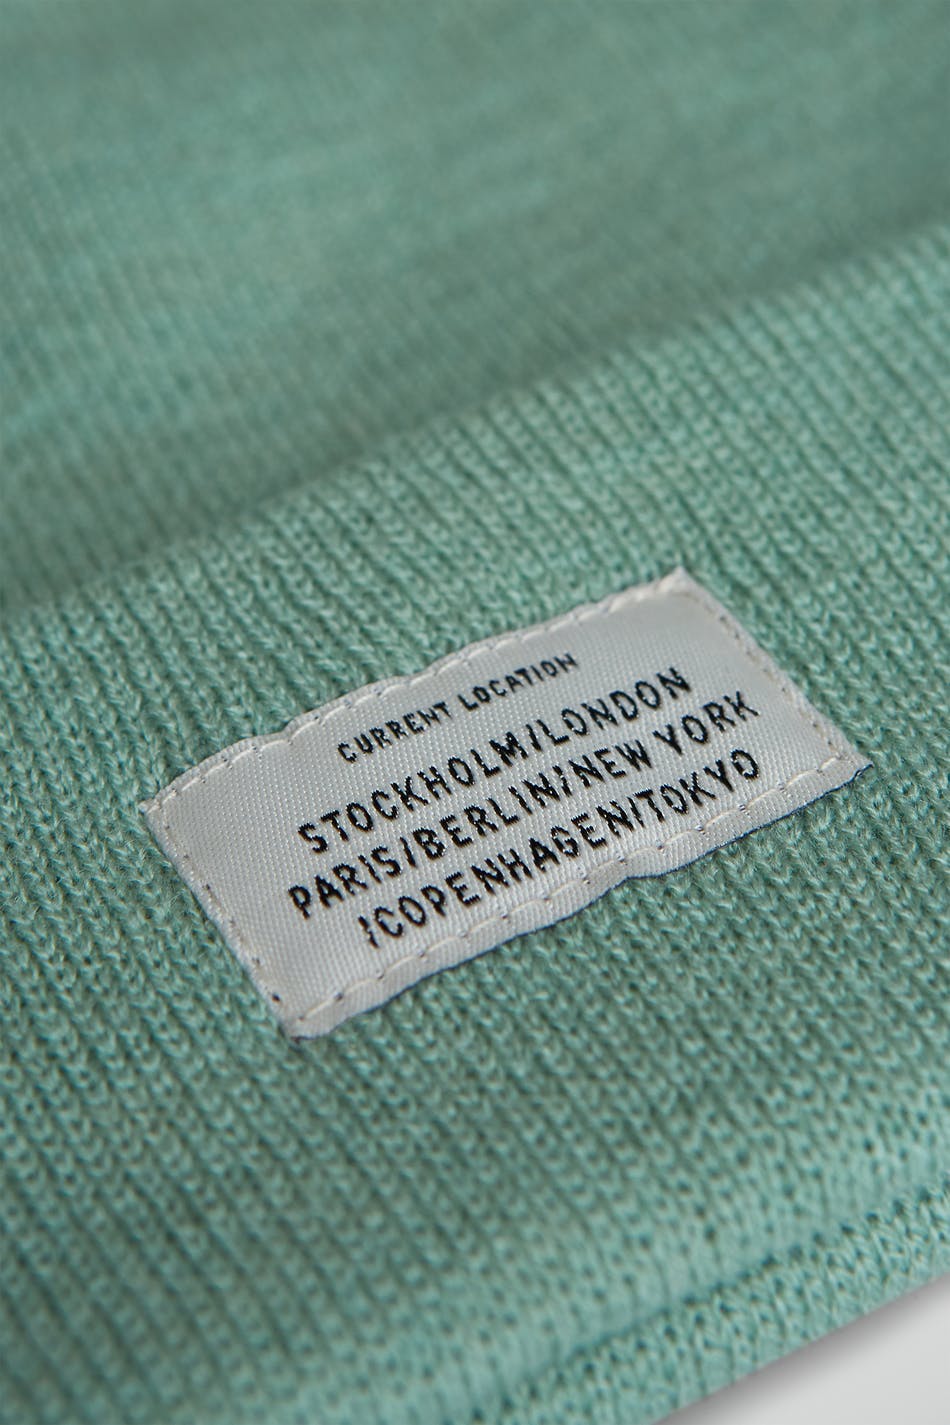 CURRENT LOCATION
STOCKHOLM/LONDON
PARIS/BERLIN/NEW YORK
/COPENHAGEN/TOKYO